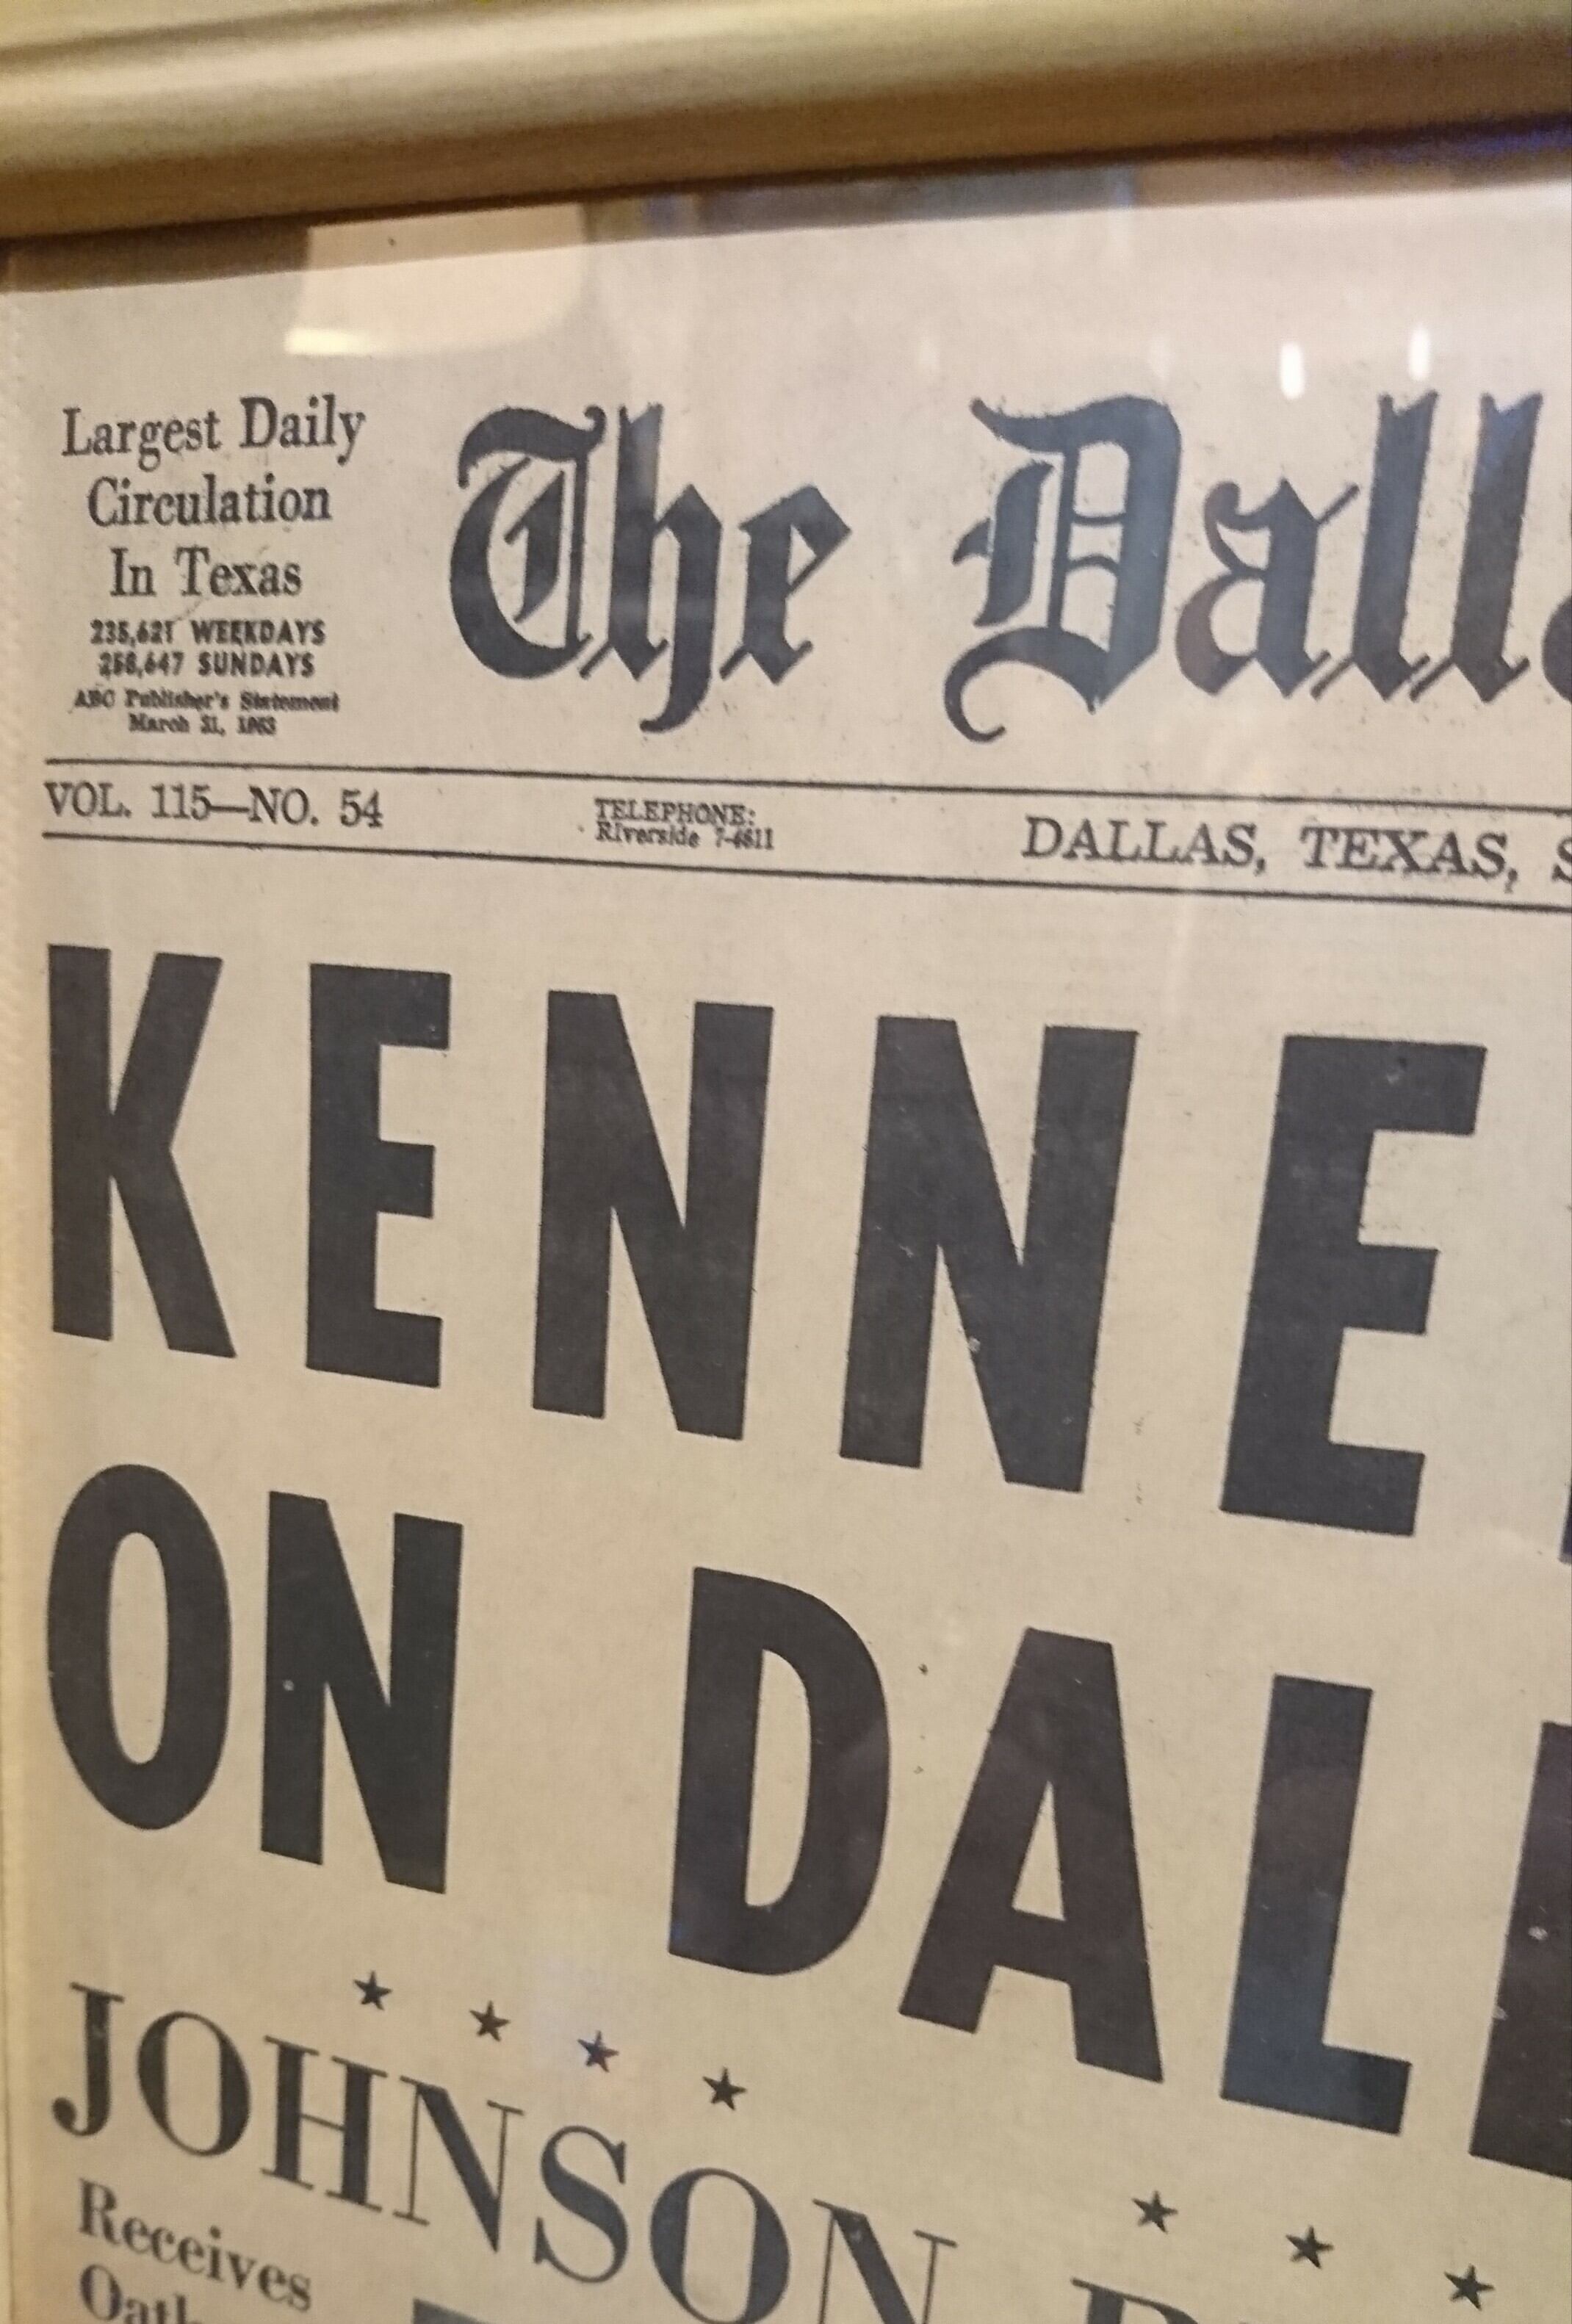 Largest Daily
Circulation
In Texas
235,621 WEEKDAYS
258,647 SUNDAYS
ABC Publisher's Statement
March 31, 1963
The Dall
VOL. 115—NO. 54
TELEPHONE:
RIverside 7-4611
DALLAS, TEXAS, S
KENNE
ON DAL
JOHNSON
Receives
Oath